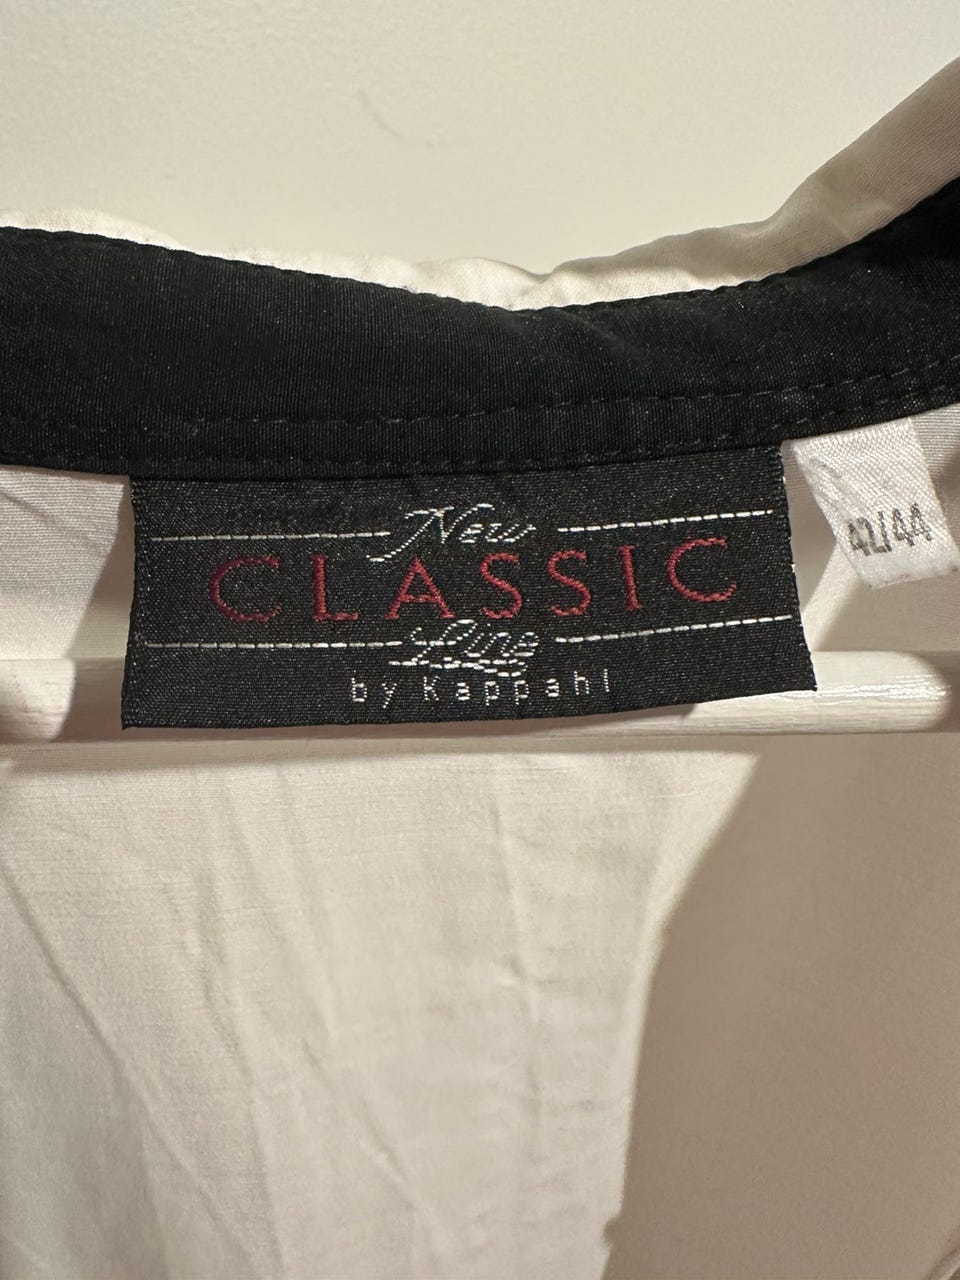 New
CLASSIC
Line
by Kappahl
42/44